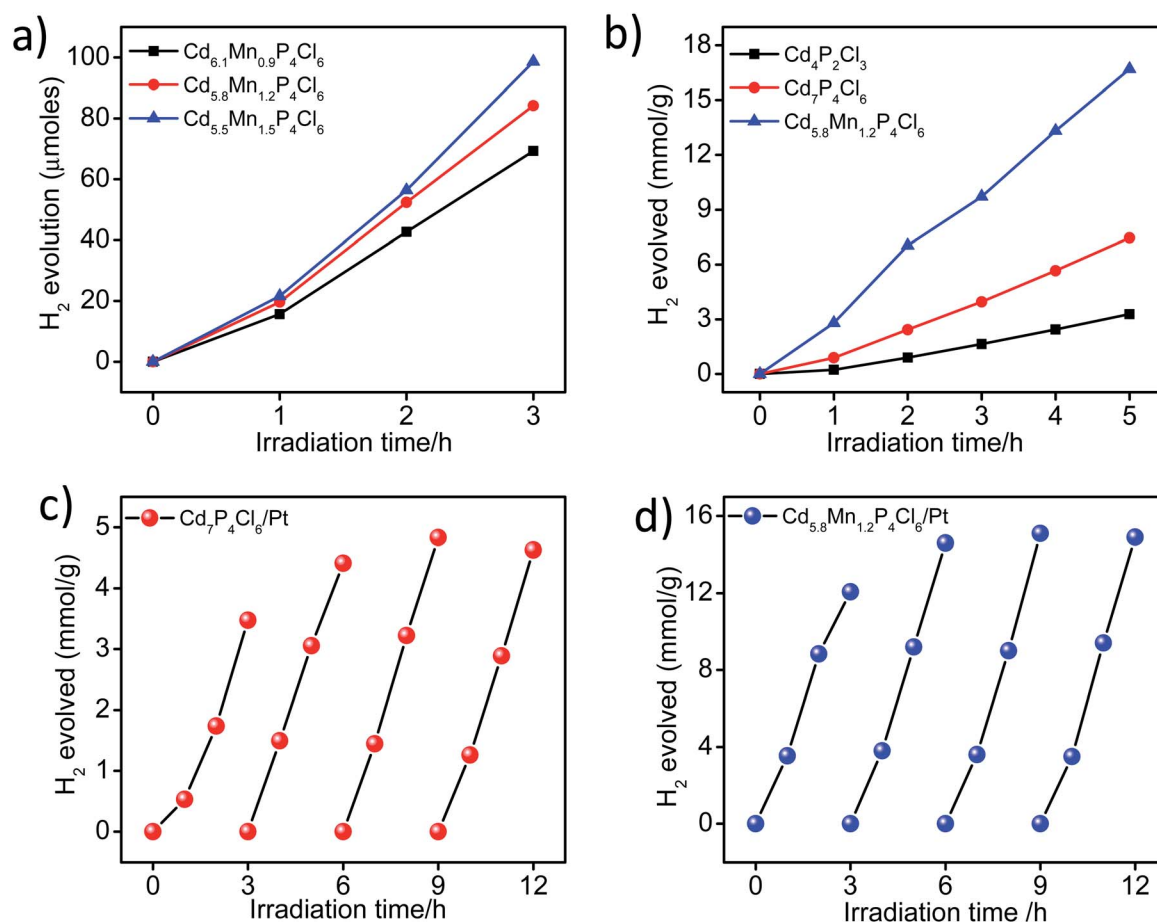 a)
H₂ evolution (μmoles)
100
80
60
40
20
0
Cd₆.₁Mn₀.₉P₄Cl₆
Cd₅.₈Mn₁.₂P₄Cl₆
Cd₅.₅Mn₁.₅P₄Cl₆
0 1 2 3
Irradiation time/h
b)
H₂ evolved (mmol/g)
18
15
12
9
6
3
0
Cd₄P₂Cl₃
Cd₇P₄Cl₆
Cd₅.₈Mn₁.₂P₄Cl₆
0 1 2 3 4 5
Irradiation time/h
c)
H₂ evolved (mmol/g)
5
4
3
2
1
0
Cd₇P₄Cl₆/Pt
0 3 6 9 12
Irradiation time/h
d)
H₂ evolved (mmol/g)
16
12
8
4
0
Cd₅.₈Mn₁.₂P₄Cl₆/Pt
0 3 6 9 12
Irradiation time /h